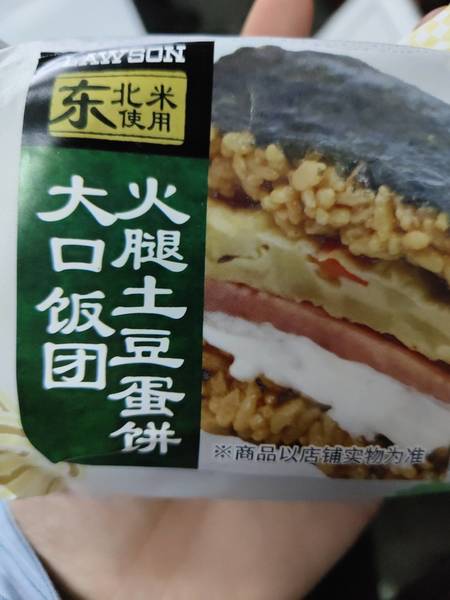 LAWSON
东北米使用
火腿土豆蛋饼
大口饭团
※商品以店铺实物为准